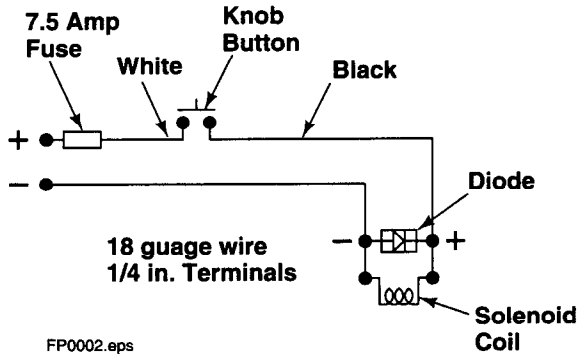 7.5 Amp
Fuse
White
Knob
Button
Black
+
−
Diode
− +
18 guage wire
1/4 in. Terminals
Solenoid
Coil
FP0002.eps